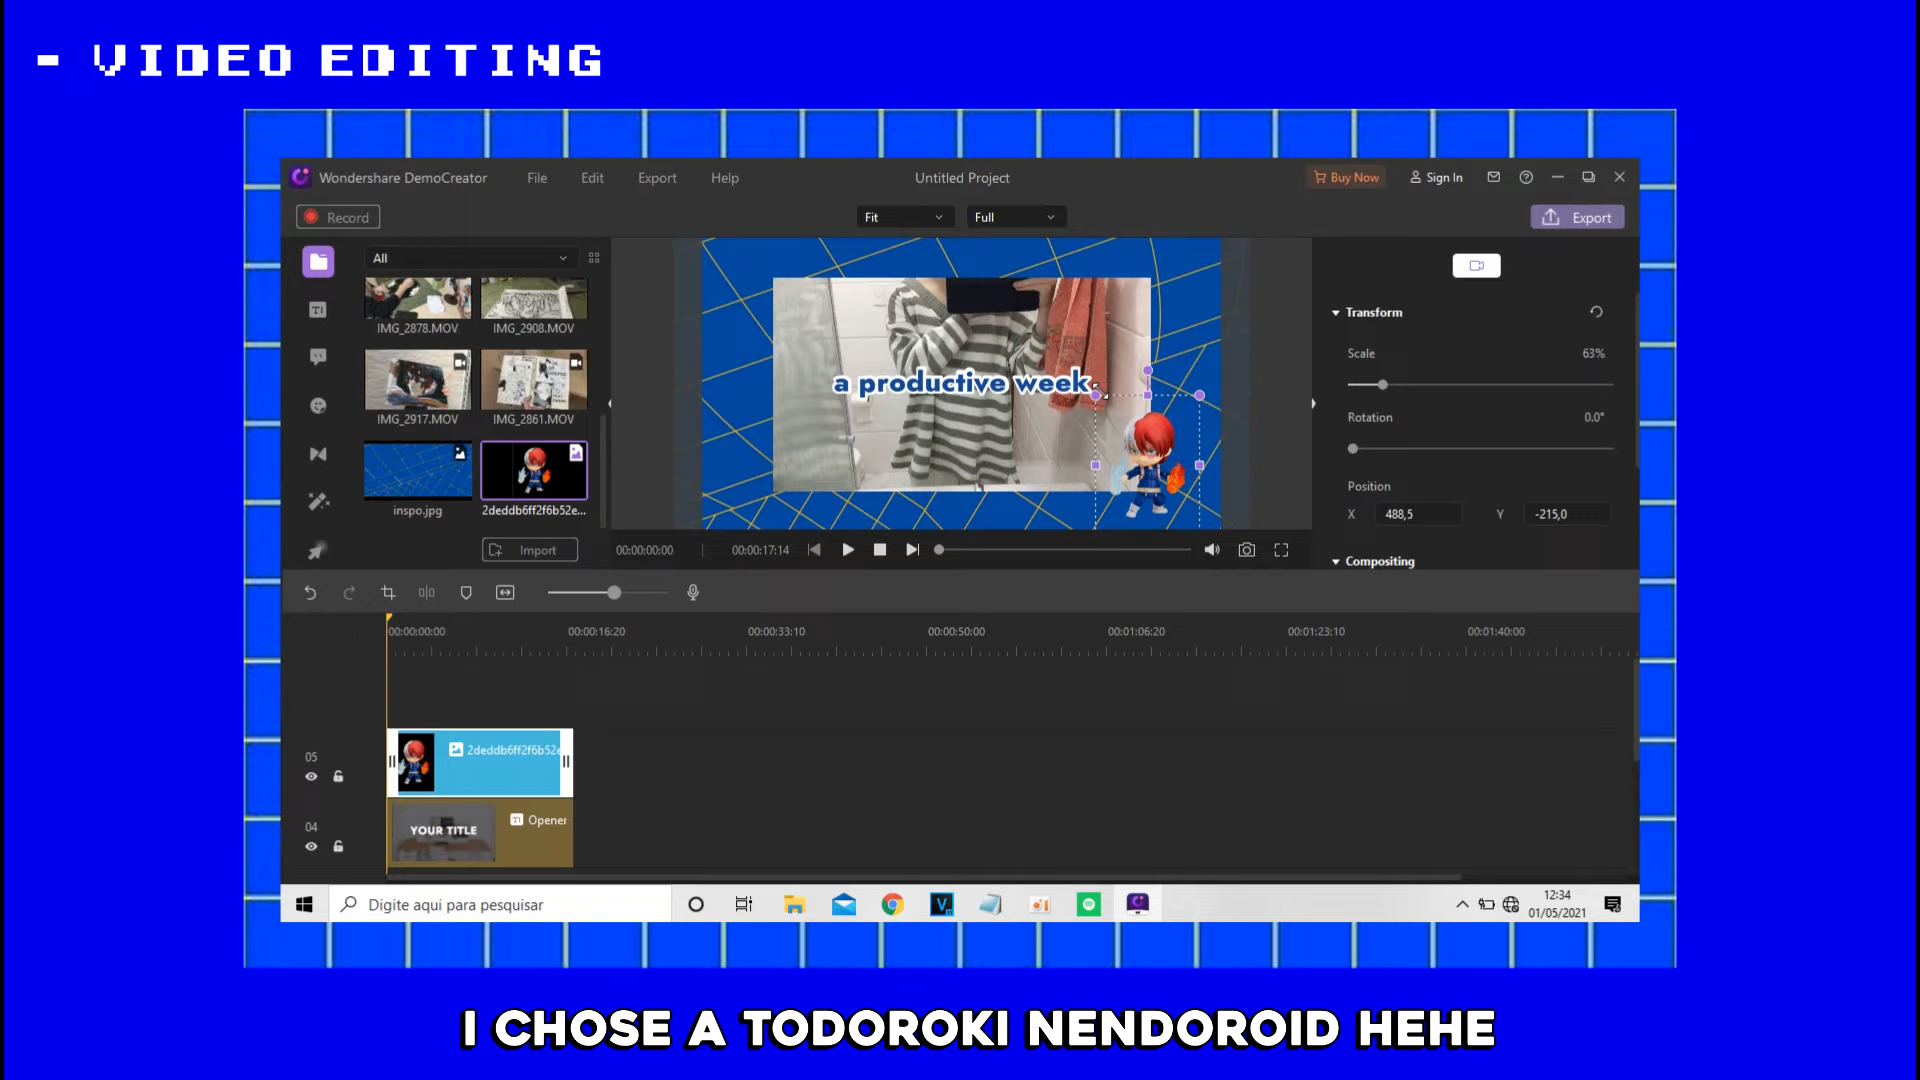 - VIDEO EDITING
Wondershare DemoCreator File Edit Export Help Untitled Project Buy Now Sign In
Record Fit Full Export
All
IMG_2878.MOV IMG_2908.MOV
IMG_2917.MOV IMG_2861.MOV
inspo.jpg 2deddb6ff2f6b52e...
Import
a productive week
00:00:00:00 00:00:17:14
Transform
Scale 63%
Rotation 0.0°
Position
X 488,5 Y -215,0
Compositing
00:00:00:00 00:00:16:20 00:00:33:10 00:00:50:00 00:01:06:20 00:01:23:10 00:01:40:00
05 2deddb6ff2f6b52e
04 YOUR TITLE Opener
Digite aqui para pesquisar
12:34
01/05/2021
I CHOSE A TODOROKI NENDOROID HEHE